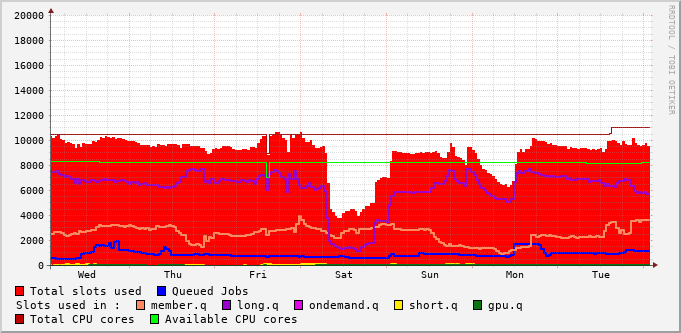 RRDTOOL / TOBI OETIKER
20000
18000
16000
14000
12000
10000
8000
6000
4000
2000
0
Wed Thu Fri Sat Sun Mon Tue
Total slots used Queued Jobs
Slots used in : member.q long.q ondemand.q short.q gpu.q
Total CPU cores Available CPU cores